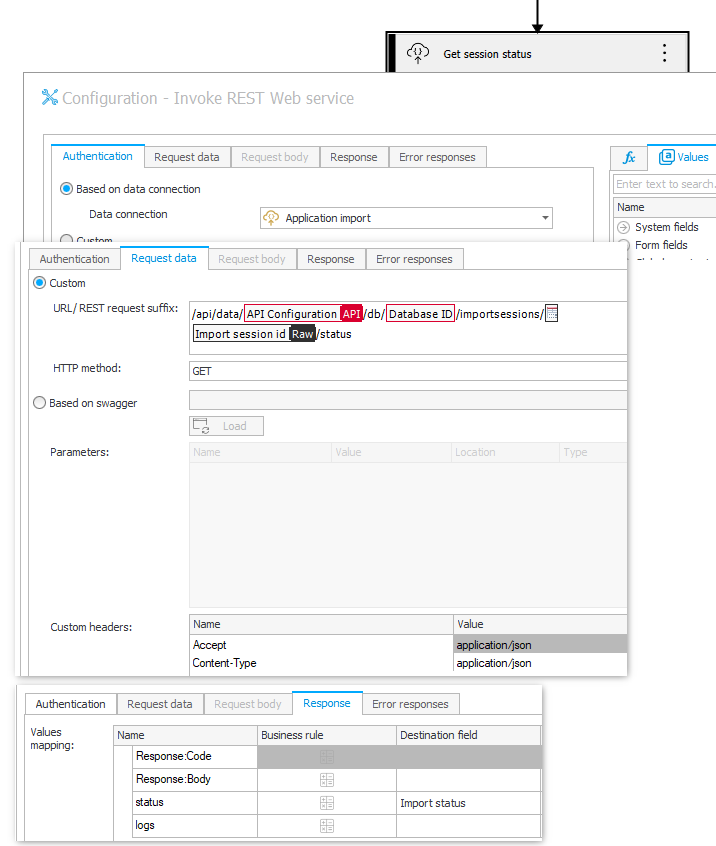 Get session status
Configuration - Invoke REST Web service
Authentication Request data Request body Response Error responses
fx Values
Based on data connection
Enter text to search.
Data connection Application import
Name
System fields
Custom
Form fields
Authentication Request data Request body Response Error responses
Custom
URL/ REST request suffix: /api/data/ API Configuration API /db/ Database ID /importsessions/
Import session id Raw /status
HTTP method: GET
Based on swagger
Load
Parameters: Name Value Location Type
Custom headers: Name Value
Accept application/json
Content-Type application/json
Authentication Request data Request body Response Error responses
Values
mapping:
Name Business rule Destination field
Response:Code
Response:Body
status Import status
logs